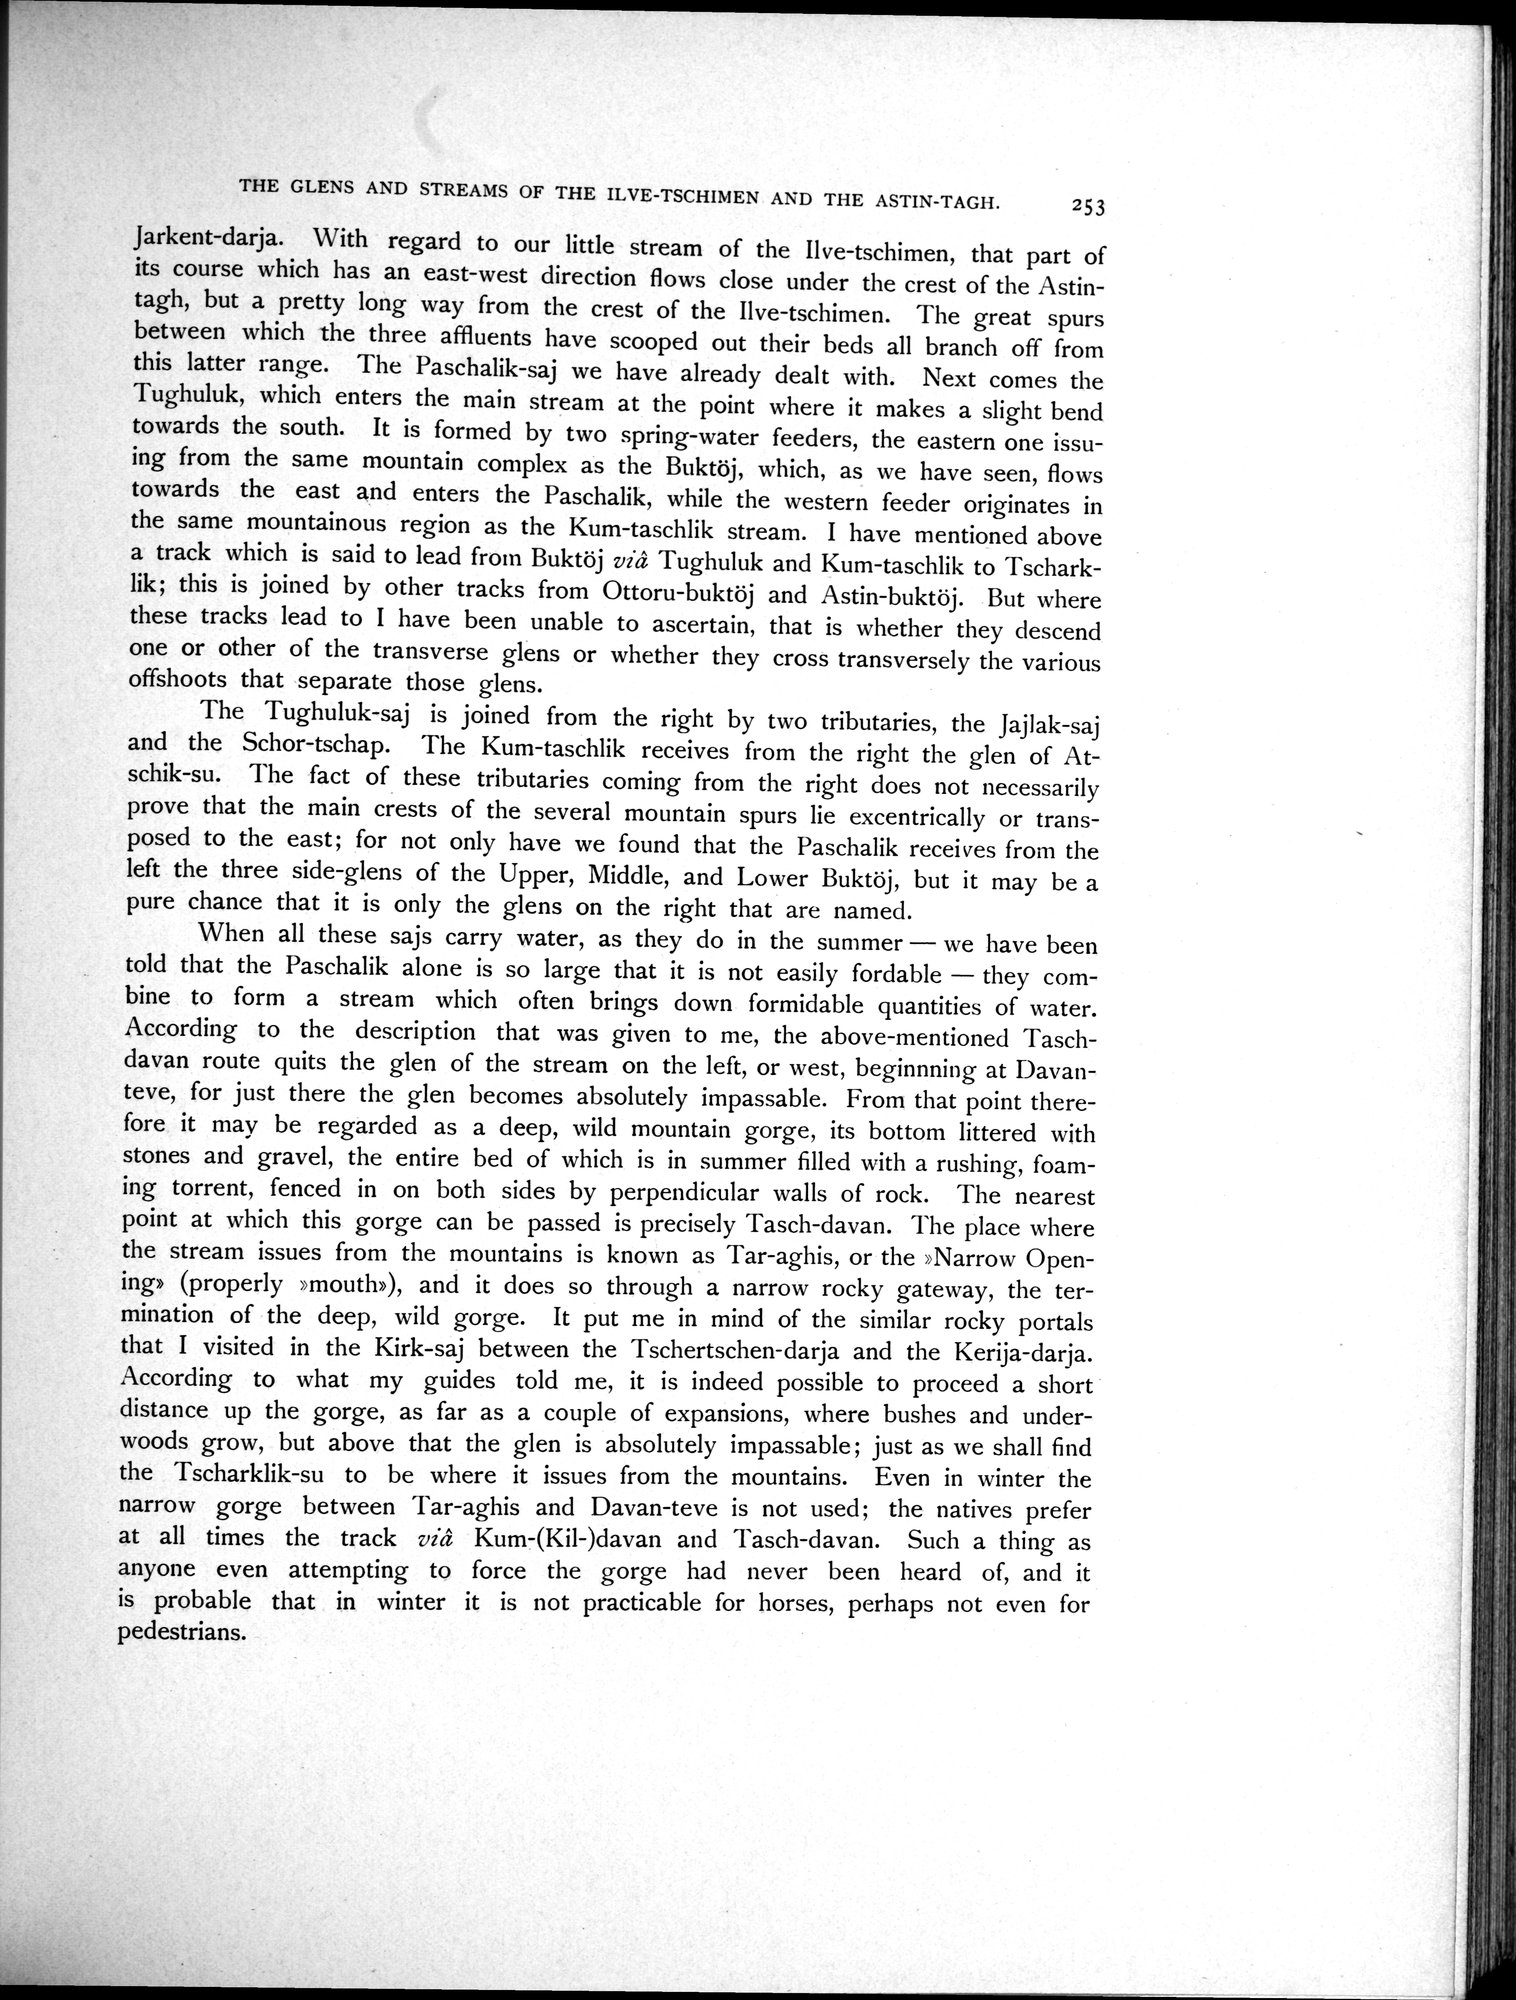 THE GLENS AND STREAMS OF THE ILVE-TSCHIMEN AND THE ASTIN-TAGH. 253
Jarkent-darja. With regard to our little stream of the Ilve-tschimen, that part of
its course which has an east-west direction flows close under the crest of the Astin-
tagh, but a pretty long way from the crest of the Ilve-tschimen. The great spurs
between which the three affluents have scooped out their beds all branch off from
this latter range. The Paschalik-saj we have already dealt with. Next comes the
Tughuluk, which enters the main stream at the point where it makes a slight bend
towards the south. It is formed by two spring-water feeders, the eastern one issu-
ing from the same mountain complex as the Buktöj, which, as we have seen, flows
towards the east and enters the Paschalik, while the western feeder originates in
the same mountainous region as the Kum-taschlik stream. I have mentioned above
a track which is said to lead from Buktöj viâ Tughuluk and Kum-taschlik to Tschark-
lik; this is joined by other tracks from Ottoru-buktöj and Astin-buktöj. But where
these tracks lead to I have been unable to ascertain, that is whether they descend
one or other of the transverse glens or whether they cross transversely the various
offshoots that separate those glens.
The Tughuluk-saj is joined from the right by two tributaries, the Jajlak-saj
and the Schor-tschap. The Kum-taschlik receives from the right the glen of At-
schik-su. The fact of these tributaries coming from the right does not necessarily
prove that the main crests of the several mountain spurs lie excentrically or trans-
posed to the east; for not only have we found that the Paschalik receives from the
left the three side-glens of the Upper, Middle, and Lower Buktöj, but it may be a
pure chance that it is only the glens on the right that are named.
When all these sajs carry water, as they do in the summer — we have been
told that the Paschalik alone is so large that it is not easily fordable — they com-
bine to form a stream which often brings down formidable quantities of water.
According to the description that was given to me, the above-mentioned Tasch-
davan route quits the glen of the stream on the left, or west, beginnning at Davan-
teve, for just there the glen becomes absolutely impassable. From that point there-
fore it may be regarded as a deep, wild mountain gorge, its bottom littered with
stones and gravel, the entire bed of which is in summer filled with a rushing, foam-
ing torrent, fenced in on both sides by perpendicular walls of rock. The nearest
point at which this gorge can be passed is precisely Tasch-davan. The place where
the stream issues from the mountains is known as Tar-aghis, or the »Narrow Open-
ing» (properly »mouth»), and it does so through a narrow rocky gateway, the ter-
mination of the deep, wild gorge. It put me in mind of the similar rocky portals
that I visited in the Kirk-saj between the Tschertschen-darja and the Kerija-darja.
According to what my guides told me, it is indeed possible to proceed a short
distance up the gorge, as far as a couple of expansions, where bushes and under-
woods grow, but above that the glen is absolutely impassable; just as we shall find
the Tscharklik-su to be where it issues from the mountains. Even in winter the
narrow gorge between Tar-aghis and Davan-teve is not used; the natives prefer
at all times the track viâ Kum-(Kil-)davan and Tasch-davan. Such a thing as
anyone even attempting to force the gorge had never been heard of, and it
is probable that in winter it is not practicable for horses, perhaps not even for
pedestrians.